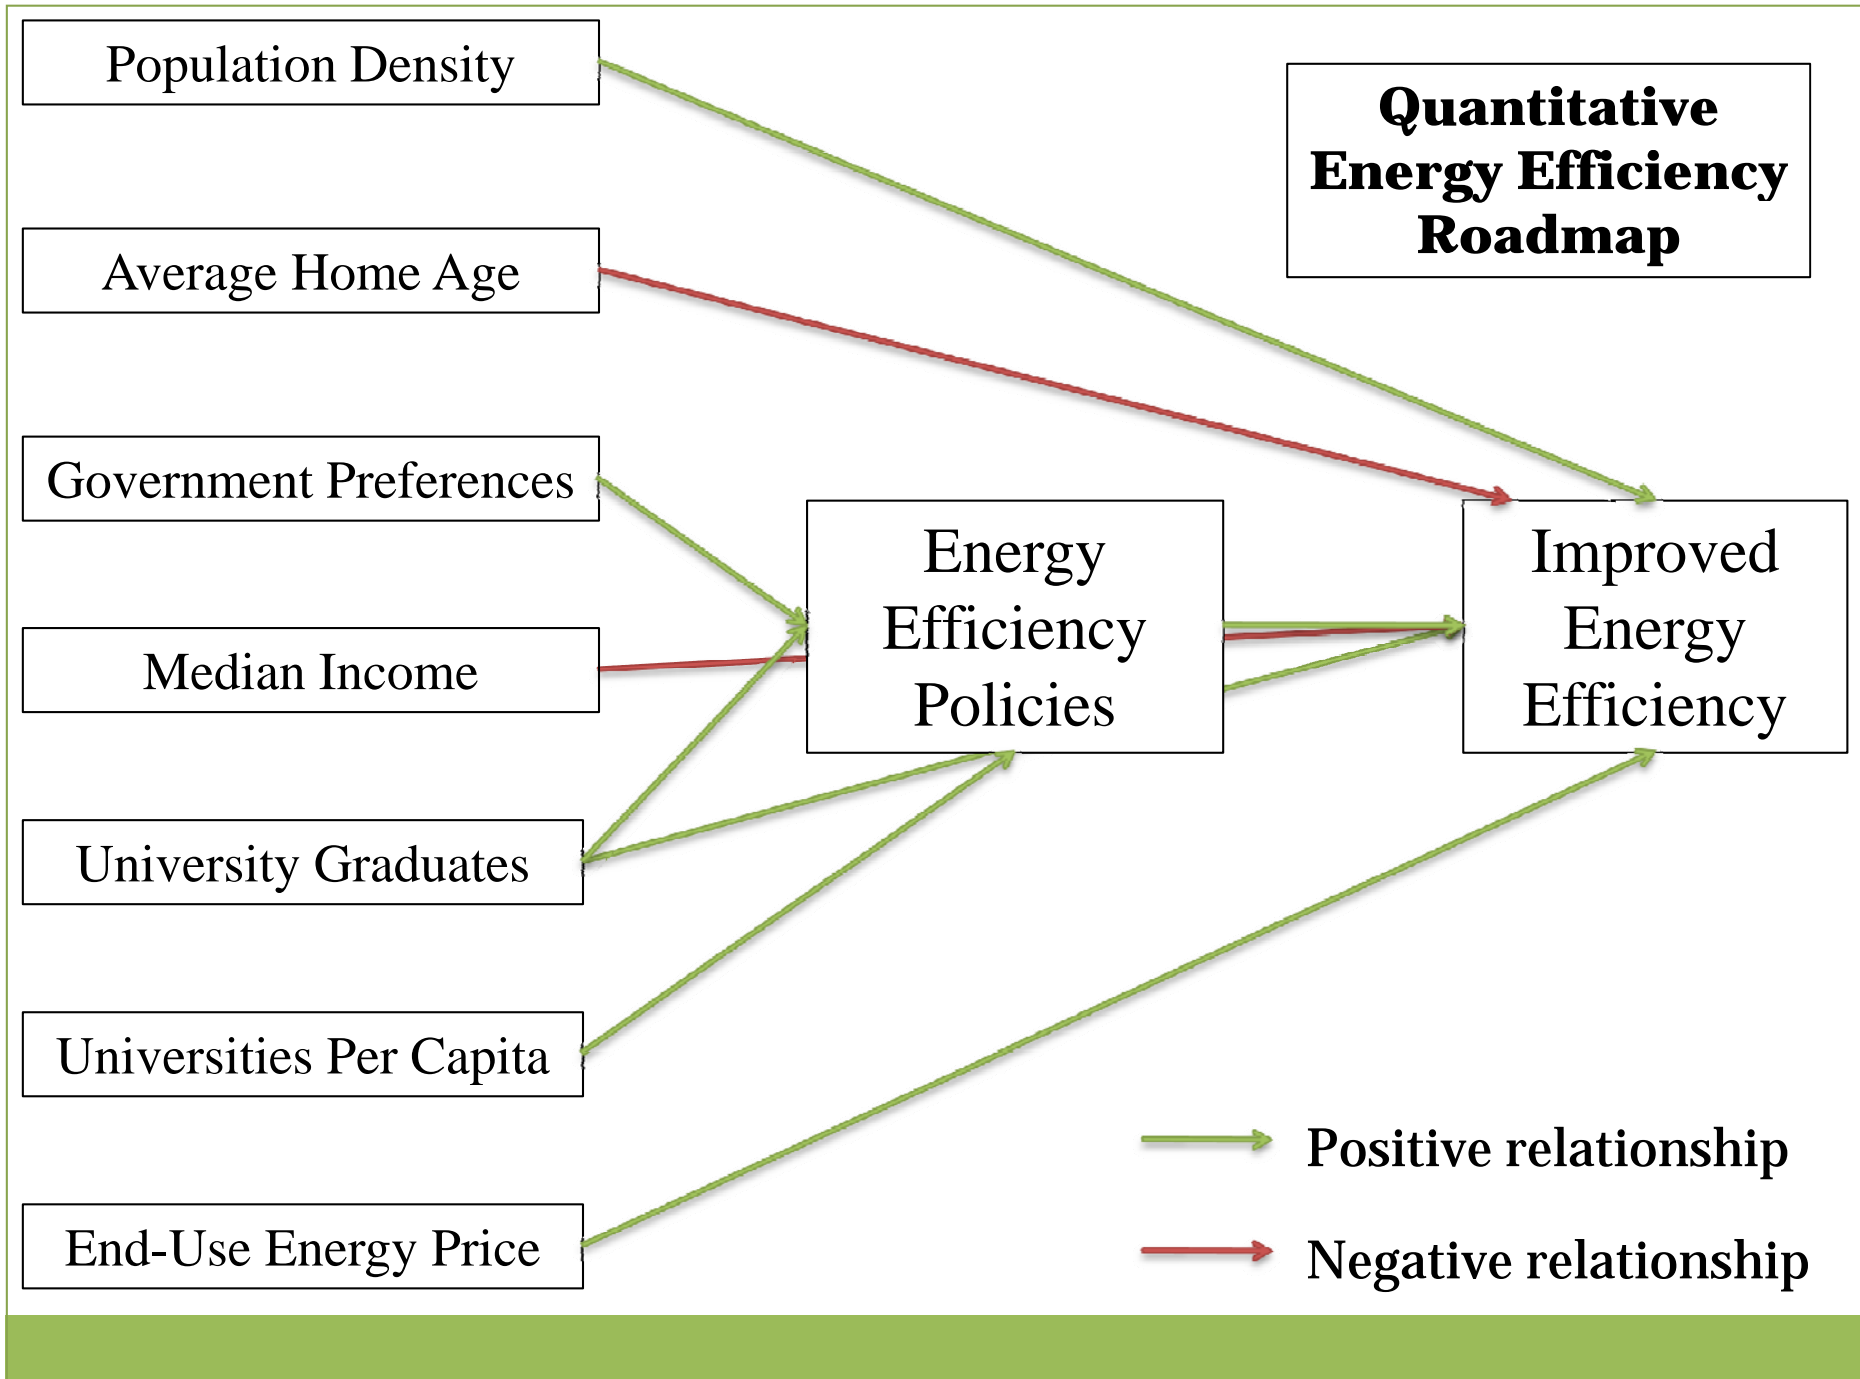 Population Density
Quantitative
Energy Efficiency
Roadmap
Average Home Age
Government Preferences
Energy
Efficiency
Policies
Improved
Energy
Efficiency
Median Income
University Graduates
Universities Per Capita
End-Use Energy Price
Positive relationship
Negative relationship